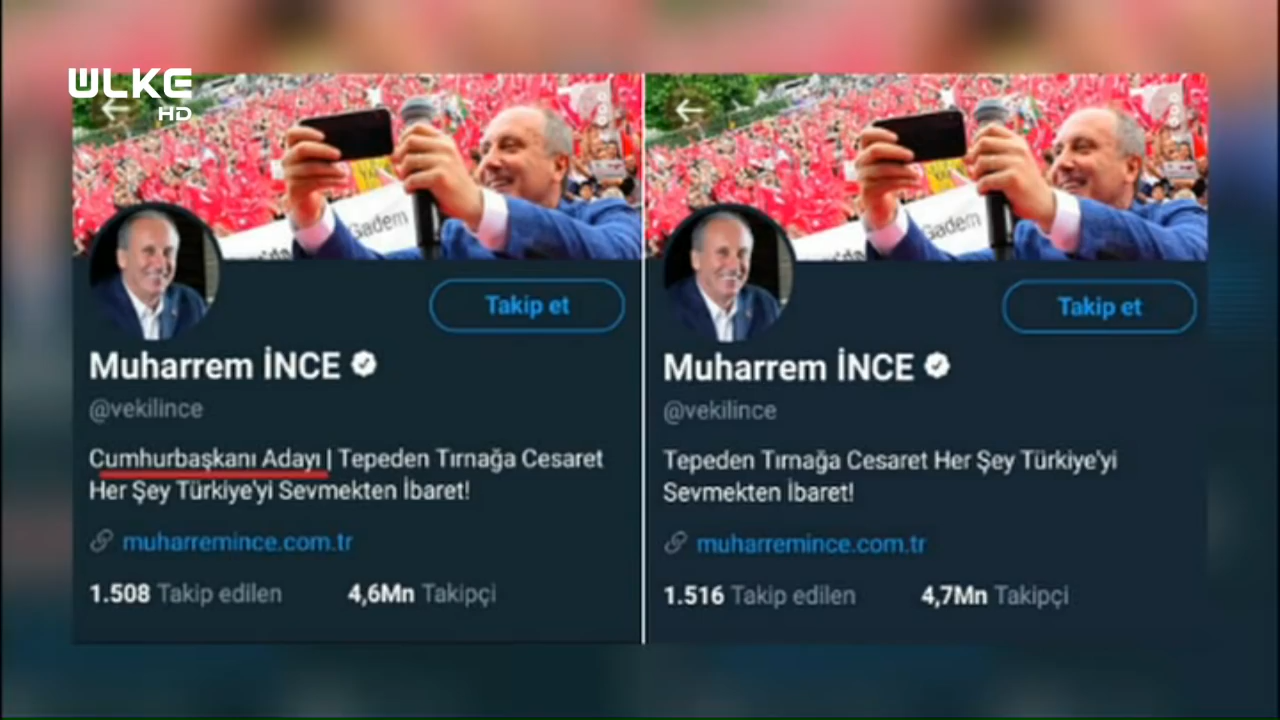 ÜLKE
HD
Gadem
Takip et
Muharrem İNCE
@vekilince
Cumhurbaşkanı Adayı | Tepeden Tırnağa Cesaret
Her Şey Türkiye'yi Sevmekten İbaret!
muharremince.com.tr
1.508 Takip edilen 4,6Mn Takipçi
Gadem
Takip et
Muharrem İNCE
@vekilince
Tepeden Tırnağa Cesaret Her Şey Türkiye'yi
Sevmekten İbaret!
muharremince.com.tr
1.516 Takip edilen 4,7Mn Takipçi